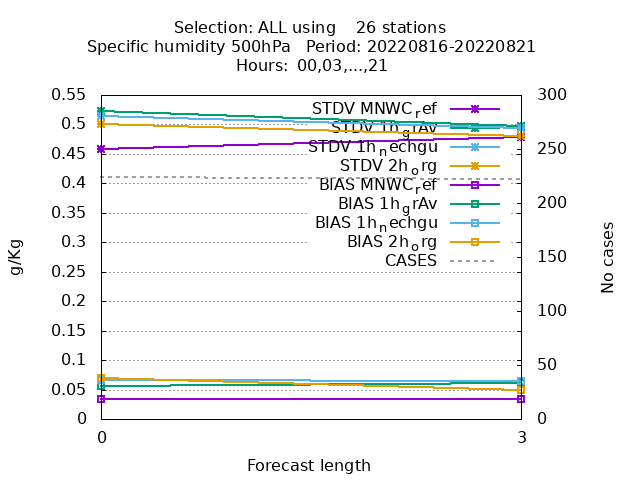 Selection: ALL using    26 stations
Specific humidity 500hPa   Period: 20220816-20220821
Hours: 00,03,...,21
0.55
0.5
0.45
0.4
0.35
0.3
0.25
0.2
0.15
0.1
0.05
0
300
250
200
150
100
50
0
g/Kg
No cases
STDV MNWC_ref
STDV 1h_grAv
STDV 1h_nechgu
STDV 2h_org
BIAS MNWC_ref
BIAS 1h_grAv
BIAS 1h_nechgu
BIAS 2h_org
CASES
0
3
Forecast length